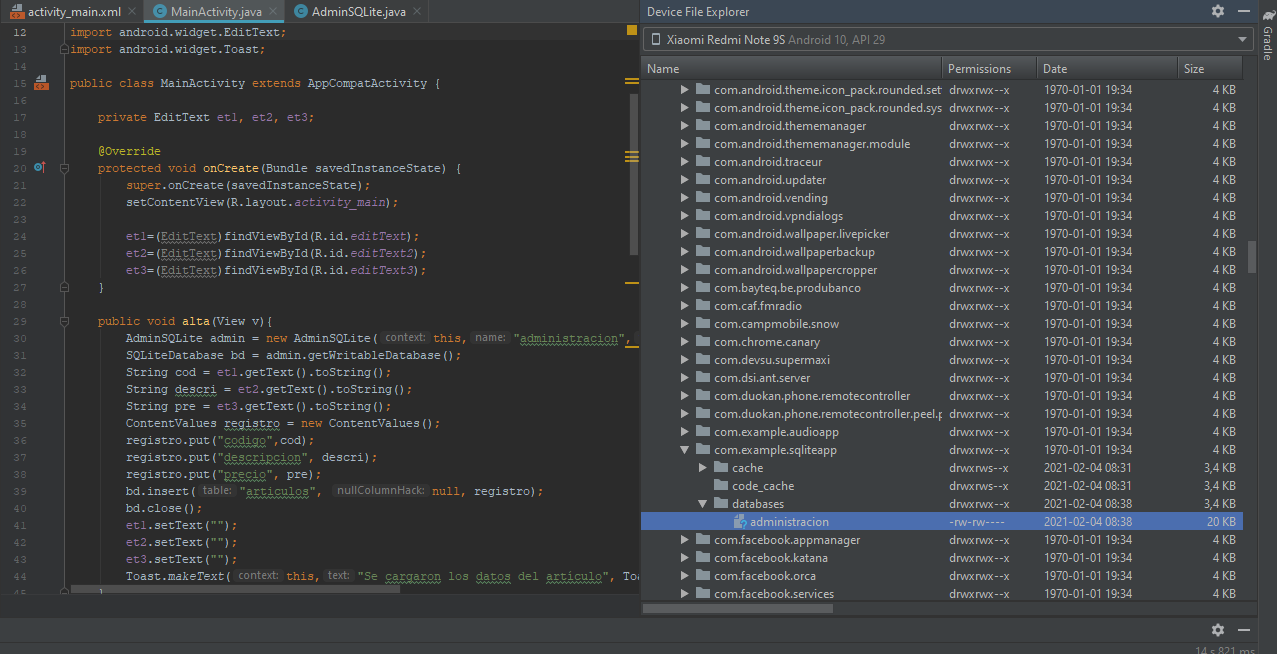 activity_main.xml
MainActivity.java
AdminSQLite.java
12 import android.widget.EditText;
13 import android.widget.Toast;
14
15 public class MainActivity extends AppCompatActivity {
16
17 private EditText et1, et2, et3;
18
19 @Override
20 protected void onCreate(Bundle savedInstanceState) {
21 super.onCreate(savedInstanceState);
22 setContentView(R.layout.activity_main);
23
24 et1=(EditText)findViewById(R.id.editText);
25 et2=(EditText)findViewById(R.id.editText2);
26 et3=(EditText)findViewById(R.id.editText3);
27 }
28
29 public void alta(View v){
30 AdminSQLite admin = new AdminSQLite( context: this, name: "administracion",
31 SQLiteDatabase bd = admin.getWritableDatabase();
32 String cod = et1.getText().toString();
33 String descri = et2.getText().toString();
34 String pre = et3.getText().toString();
35 ContentValues registro = new ContentValues();
36 registro.put("codigo",cod);
37 registro.put("descripcion", descri);
38 registro.put("precio", pre);
39 bd.insert( table: "articulos", nullColumnHack: null, registro);
40 bd.close();
41 et1.setText("");
42 et2.setText("");
43 et3.setText("");
44 Toast.makeText( context: this, text: "Se cargaron los datos del artículo", To
45 }
Device File Explorer
Xiaomi Redmi Note 9S Android 10, API 29
Name Permissions Date Size
com.android.theme.icon_pack.rounded.set drwxrwx--x 1970-01-01 19:34 4 KB
com.android.theme.icon_pack.rounded.sys drwxrwx--x 1970-01-01 19:34 4 KB
com.android.thememanager drwxrwx--x 1970-01-01 19:34 4 KB
com.android.thememanager.module drwxrwx--x 1970-01-01 19:34 4 KB
com.android.traceur drwxrwx--x 1970-01-01 19:34 4 KB
com.android.updater drwxrwx--x 1970-01-01 19:34 4 KB
com.android.vending drwxrwx--x 1970-01-01 19:34 4 KB
com.android.vpndialogs drwxrwx--x 1970-01-01 19:34 4 KB
com.android.wallpaper.livepicker drwxrwx--x 1970-01-01 19:34 4 KB
com.android.wallpaperbackup drwxrwx--x 1970-01-01 19:34 4 KB
com.android.wallpapercropper drwxrwx--x 1970-01-01 19:34 4 KB
com.bayteq.be.produbanco drwxrwx--x 1970-01-01 19:34 4 KB
com.caf.fmradio drwxrwx--x 1970-01-01 19:34 4 KB
com.campmobile.snow drwxrwx--x 1970-01-01 19:34 4 KB
com.chrome.canary drwxrwx--x 1970-01-01 19:34 4 KB
com.devsu.supermaxi drwxrwx--x 1970-01-01 19:34 4 KB
com.dsi.ant.server drwxrwx--x 1970-01-01 19:34 4 KB
com.duokan.phone.remotecontroller drwxrwx--x 1970-01-01 19:34 4 KB
com.duokan.phone.remotecontroller.peel.p drwxrwx--x 1970-01-01 19:34 4 KB
com.example.audioapp drwxrwx--x 1970-01-01 19:34 4 KB
com.example.sqliteapp drwxrwx--x 1970-01-01 19:34 4 KB
cache drwxrws--x 2021-02-04 08:31 3,4 KB
code_cache drwxrws--x 2021-02-04 08:31 3,4 KB
databases drwxrwx--x 2021-02-04 08:38 3,4 KB
administracion -rw-rw---- 2021-02-04 08:38 20 KB
com.facebook.appmanager drwxrwx--x 1970-01-01 19:34 4 KB
com.facebook.katana drwxrwx--x 1970-01-01 19:34 4 KB
com.facebook.orca drwxrwx--x 1970-01-01 19:34 4 KB
com.facebook.services drwxrwx--x 1970-01-01 19:34 4 KB
Gradle
14 s 821 ms